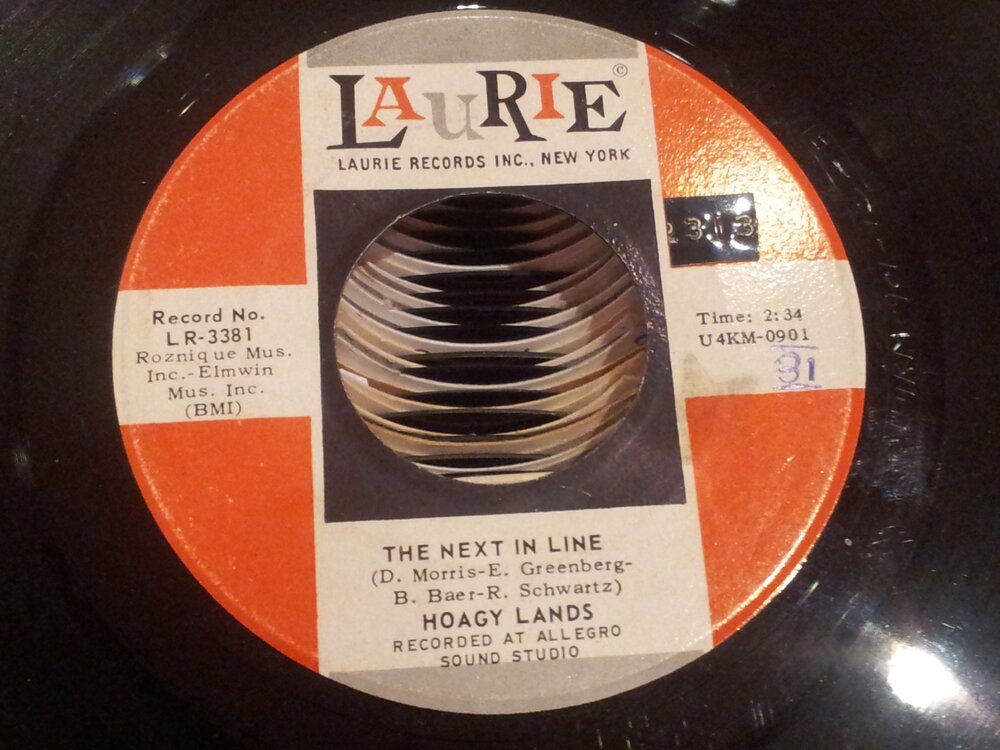 LAURIE ©
LAURIE RECORDS INC., NEW YORK
Record No.
LR-3381
Roznique Mus.
Inc.-Elmwin
Mus. Inc.
(BMI)
2313
Time: 2:34
U4KM-0901
31
THE NEXT IN LINE
(D. Morris-E. Greenberg-
B. Baer-R. Schwartz)
HOAGY LANDS
RECORDED AT ALLEGRO
SOUND STUDIO